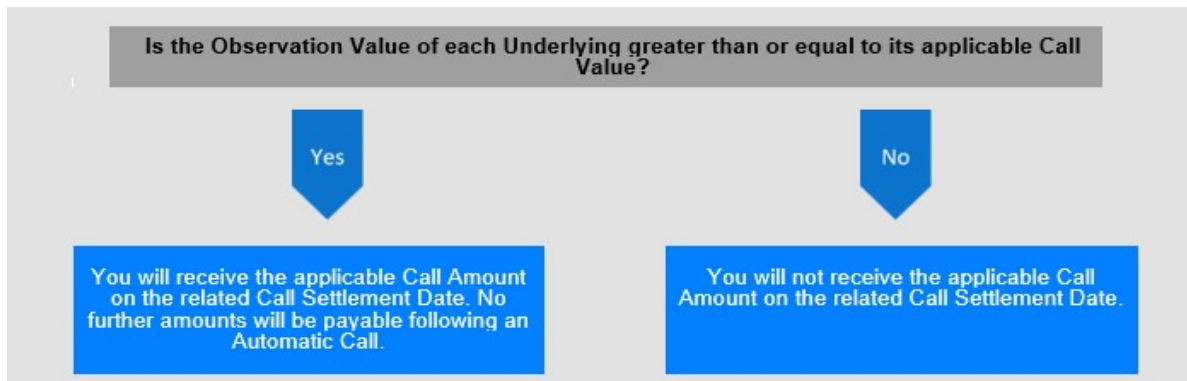 Is the Observation Value of each Underlying greater than or equal to its applicable Call
Value?
Yes
No
You will receive the applicable Call Amount
on the related Call Settlement Date. No
further amounts will be payable following an
Automatic Call.
You will not receive the applicable Call
Amount on the related Call Settlement Date.